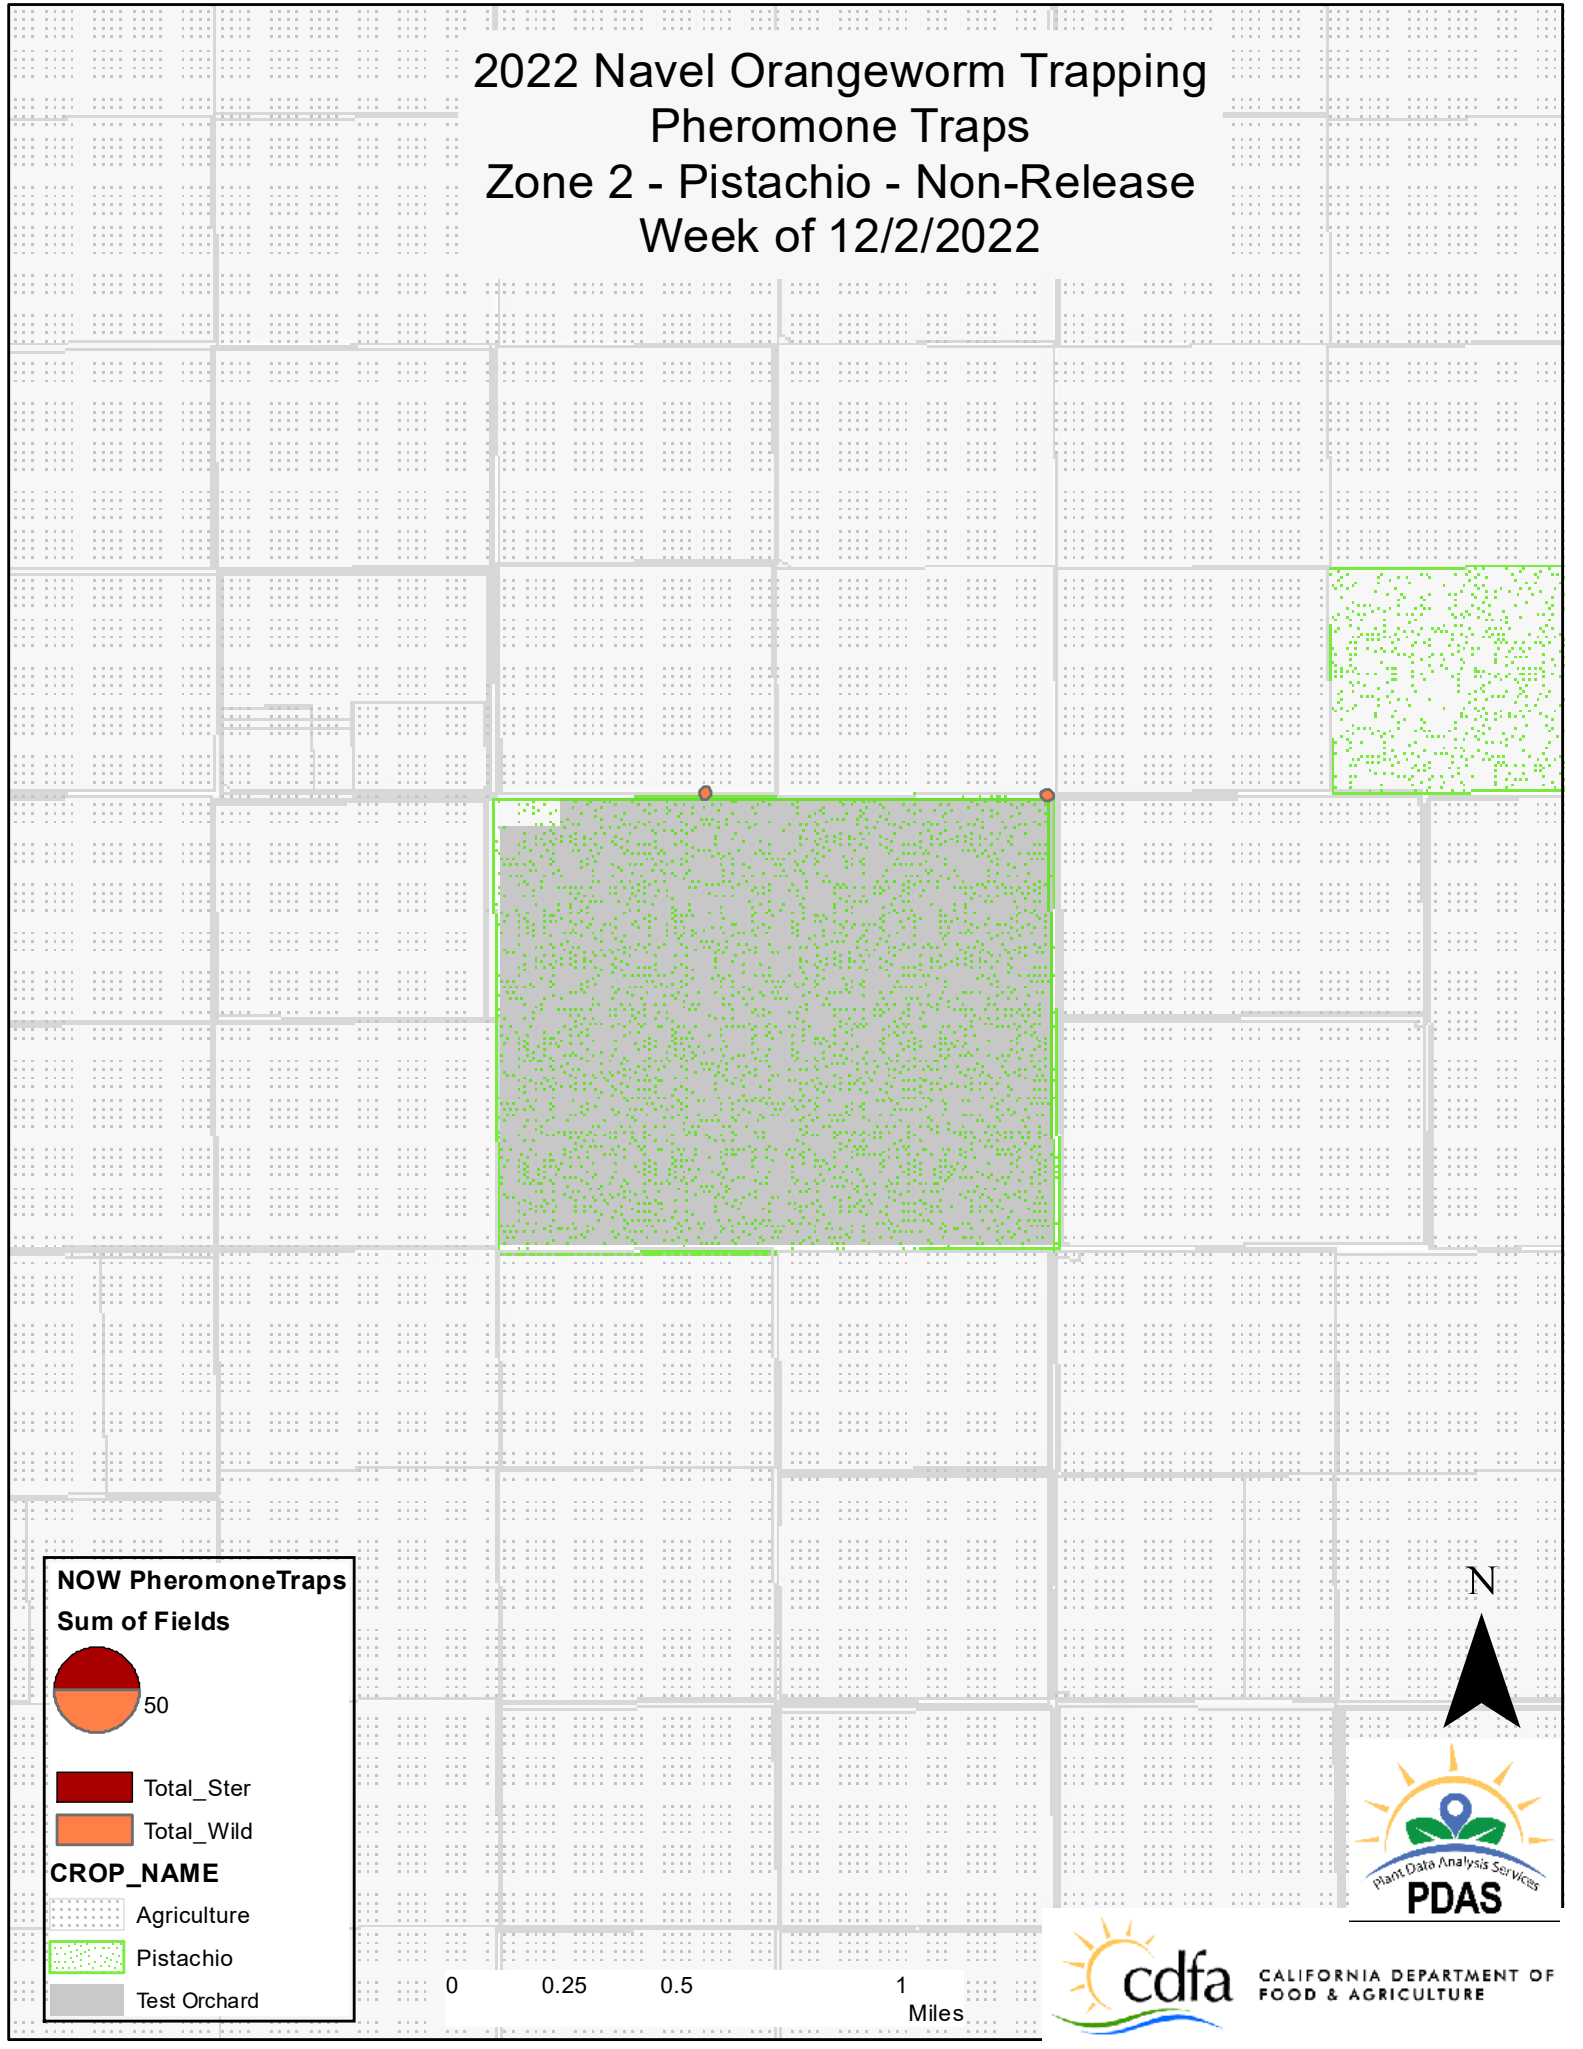 2022 Navel Orangeworm Trapping
Pheromone Traps
Zone 2 - Pistachio - Non-Release
Week of 12/2/2022
NOW PheromoneTraps
Sum of Fields
50
Total_Ster
Total_Wild
CROP_NAME
Agriculture
Pistachio
Test Orchard
0 0.25 0.5 1
Miles
N
Plant Data Analysis Services
PDAS
cdfa
CALIFORNIA DEPARTMENT OF
FOOD & AGRICULTURE